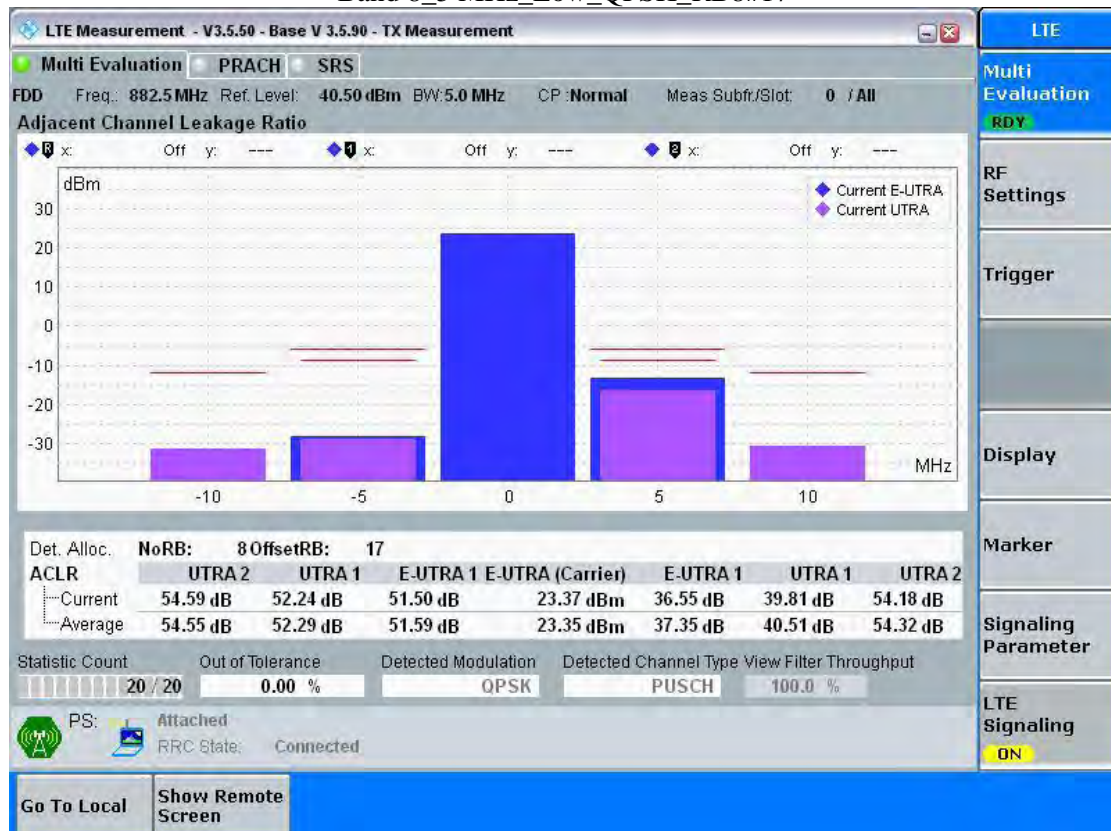 LTE Measurement - V3.5.50 - Base V 3.5.90 - TX Measurement
LTE
Multi Evaluation PRACH SRS
Multi Evaluation
RDY
FDD Freq.: 882.5 MHz Ref. Level: 40.50 dBm BW:5.0 MHz CP :Normal Meas Subfr./Slot: 0 / All
Adjacent Channel Leakage Ratio
R x: Off y: --- 1 x: Off y: --- 2 x: Off y: ---
dBm
Current E-UTRA
Current UTRA
30
20
10
0
-10
-20
-30
MHz
-10 -5 0 5 10
RF Settings
Trigger
Display
Marker
Signaling Parameter
LTE Signaling
ON
Det. Alloc. NoRB: 8 OffsetRB: 17
ACLR UTRA 2 UTRA 1 E-UTRA 1 E-UTRA (Carrier) E-UTRA 1 UTRA 1 UTRA 2
Current 54.59 dB 52.24 dB 51.50 dB 23.37 dBm 36.55 dB 39.81 dB 54.18 dB
Average 54.55 dB 52.29 dB 51.59 dB 23.35 dBm 37.35 dB 40.51 dB 54.32 dB
Statistic Count Out of Tolerance Detected Modulation Detected Channel Type View Filter Throughput
20 / 20 0.00 % QPSK PUSCH 100.0 %
PS: Attached
RRC State: Connected
Go To Local
Show Remote Screen